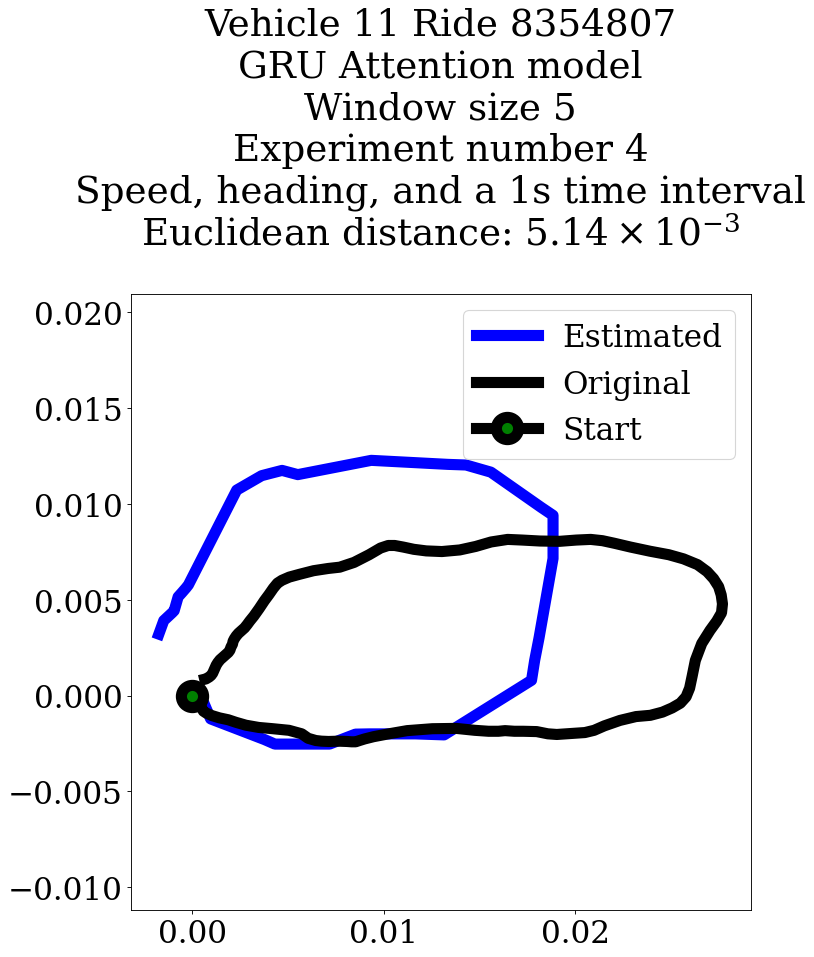 Vehicle 11 Ride 8354807
GRU Attention model
Window size 5
Experiment number 4
Speed, heading, and a 1s time interval
Euclidean distance: 5.14 × 10⁻³
0.020
0.015
0.010
0.005
0.000
−0.005
−0.010
Estimated
Original
Start
0.00 0.01 0.02